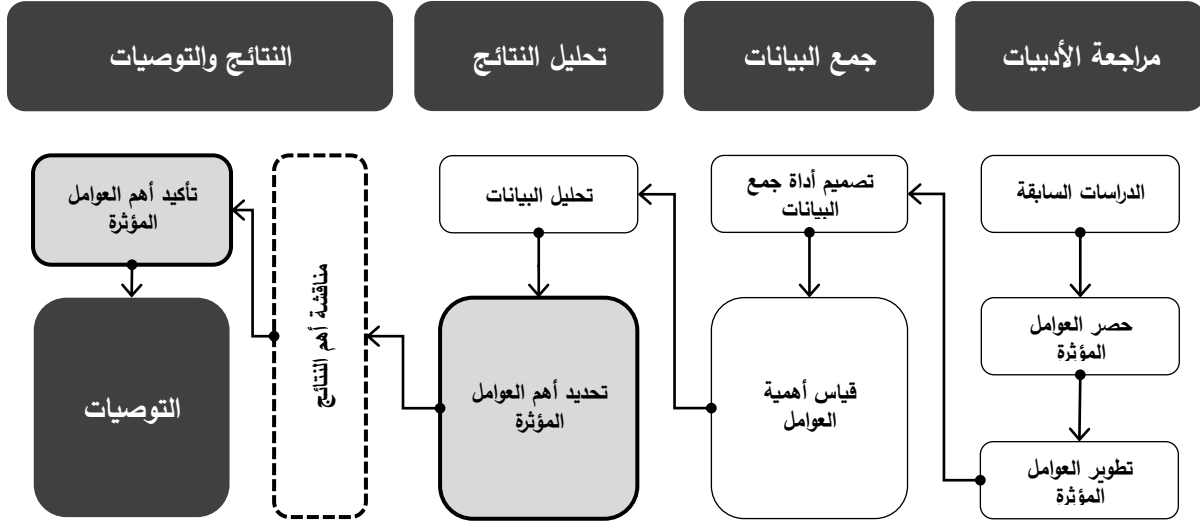 مراجعة الأدبيات
جمع البيانات
تحليل النتائج
النتائج والتوصيات
الدراسات السابقة
حصر العوامل
المؤثرة
تطوير العوامل
المؤثرة
تصميم أداة جمع
البيانات
قياس أهمية
العوامل
تحليل البيانات
تحديد أهم العوامل
المؤثرة
مناقشة أهم النتائج
تأكيد أهم العوامل
المؤثرة
التوصيات